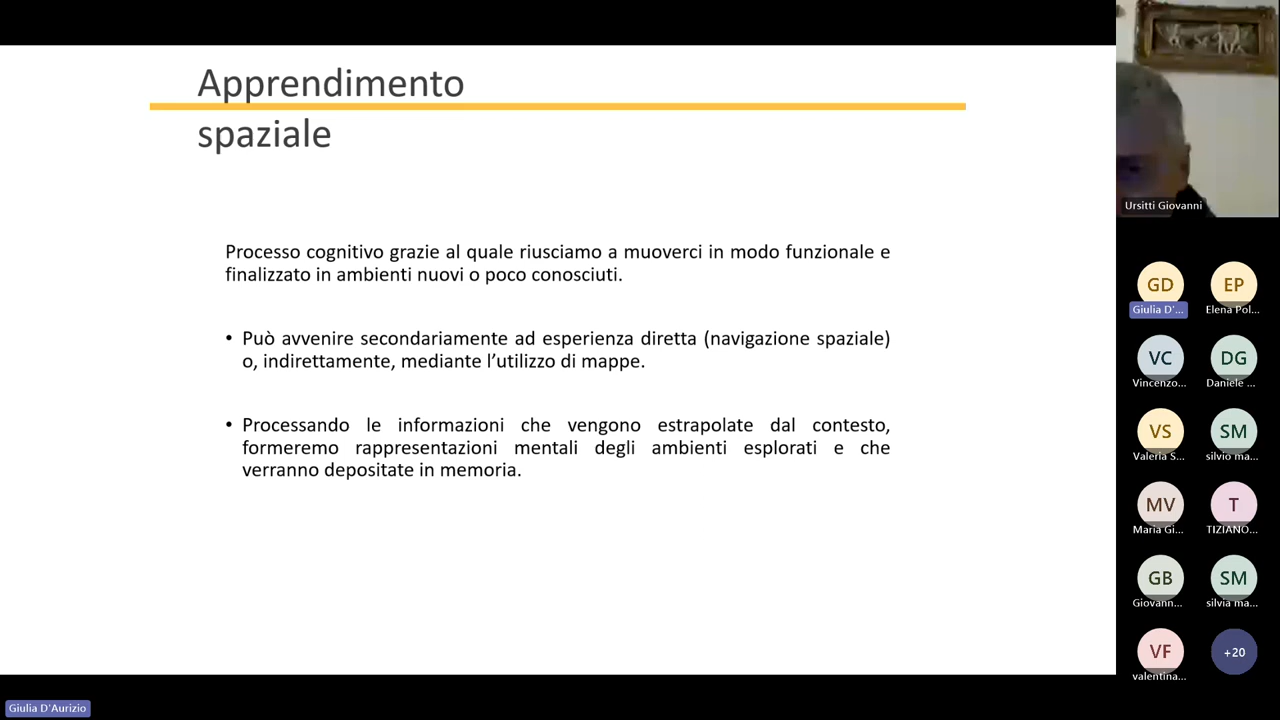 Apprendimento
spaziale
Processo cognitivo grazie al quale riusciamo a muoverci in modo funzionale e
finalizzato in ambienti nuovi o poco conosciuti.
• Può avvenire secondariamente ad esperienza diretta (navigazione spaziale)
o, indirettamente, mediante l’utilizzo di mappe.
• Processando le informazioni che vengono estrapolate dal contesto,
formeremo rappresentazioni mentali degli ambienti esplorati e che
verranno depositate in memoria.
Ursitti Giovanni
GD
EP
Giulia D'...
Elena Pol...
VC
DG
Vincenzo...
Daniele ...
VS
SM
Valeria S...
silvio ma...
MV
T
Maria Gi...
TIZIANO...
GB
SM
Giovann...
silvia ma...
VF
+20
valentina...
Giulia D'Aurizio